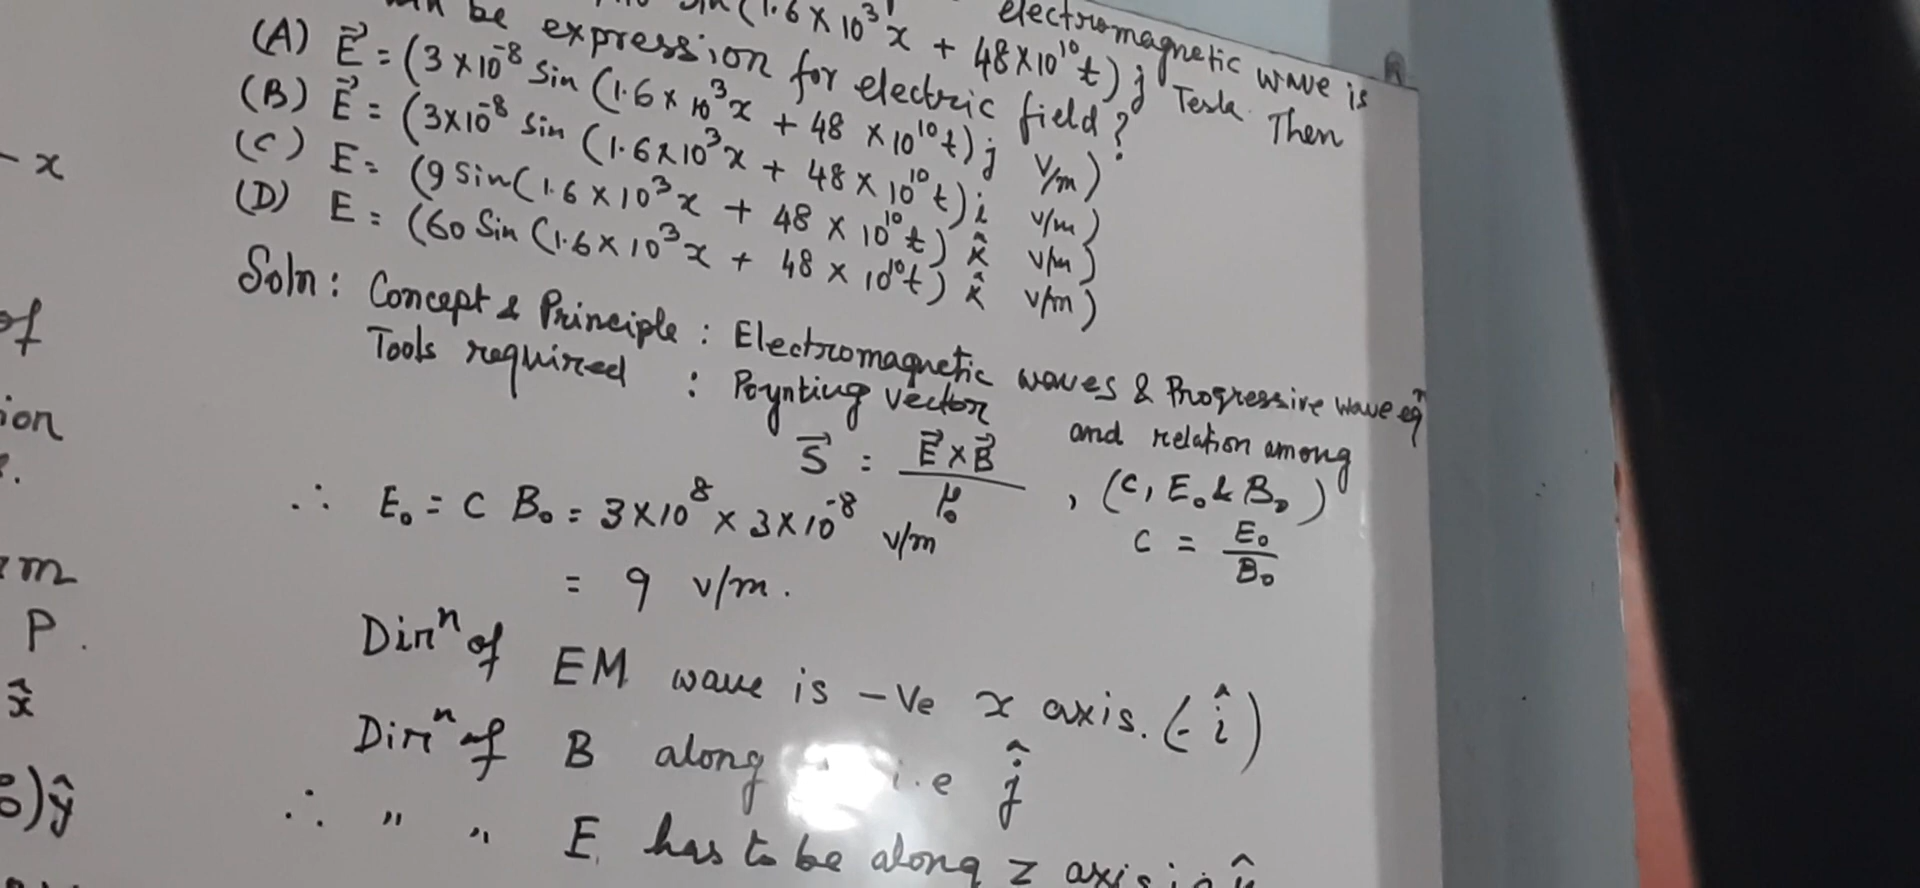 sin (1.6 × 10³ x + 48 × 10¹⁰ t) ĵ Tesla. Then
electromagnetic wave is
be expression for electric field?
(A) E⃗ = (3 × 10⁻⁸ sin (1.6 × 10³ x + 48 × 10¹⁰ t) j V/m)
(B) E⃗ = (3×10⁻⁸ sin (1.6×10³ x + 48 × 10¹⁰ t) i V/m)
(C) E = (9 sin (1.6 × 10³ x + 48 × 10¹⁰ t) k̂ V/m)
(D) E = (60 Sin (1.6 × 10³ x + 48 × 10¹⁰ t) k̂ V/m)
Soln : Concept & Principle : Electromagnetic waves & Progressive wave eqⁿ
Tools required : Poynting vector and relation among
S⃗ = E⃗ × B⃗ / μ₀ , (C, E₀ & B₀)
∴ E₀ = C B₀ = 3×10⁸ × 3×10⁻⁸ v/m
C = E₀ / B₀
= 9 v/m.
Dirⁿ of EM wave is -ve x axis. (-î)
Dirⁿ of B along i.e ĵ
∴ " " E has to be along z axis
- x
of
ion
m
P.
x̂
)ŷ